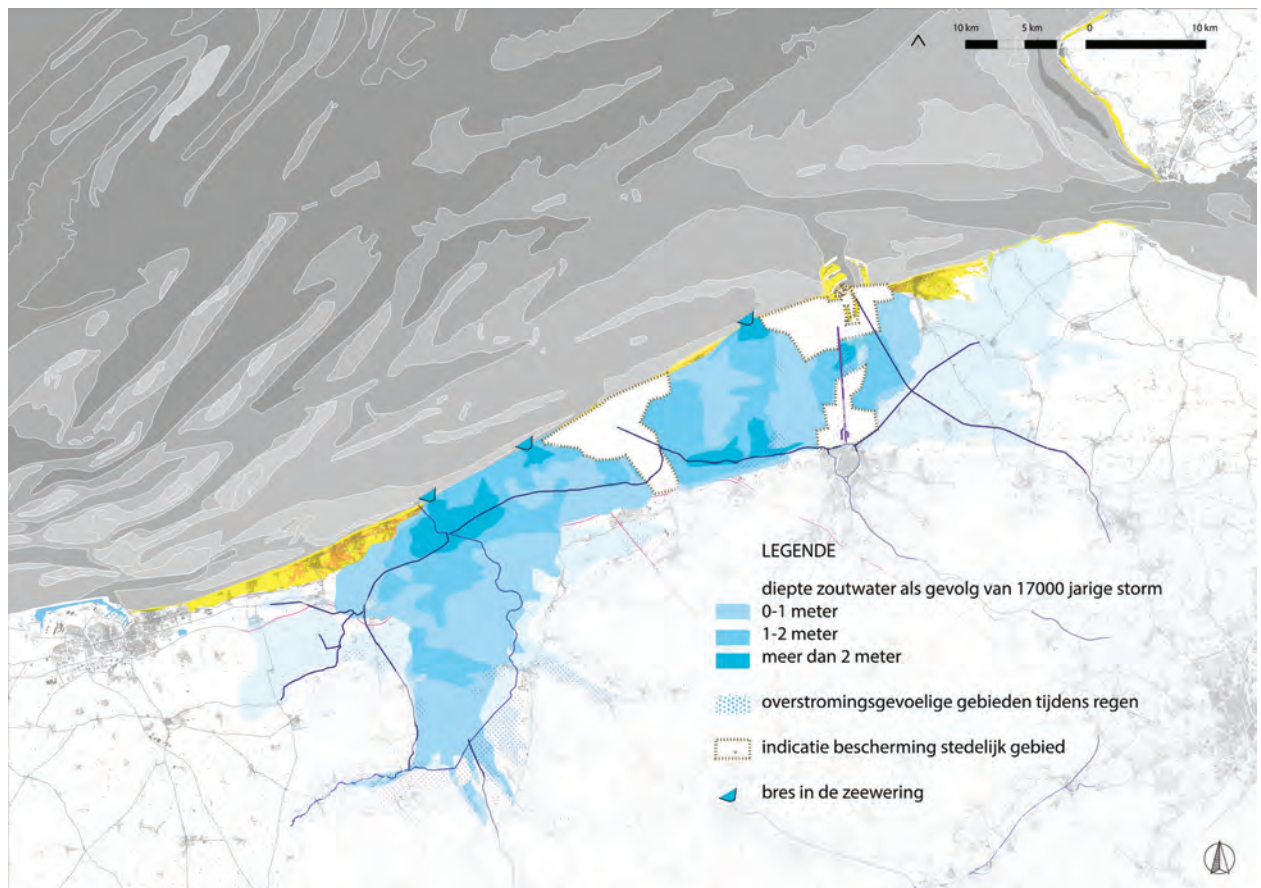 10 km 5 km 0 10 km
LEGENDE
diepte zoutwater als gevolg van 17000 jarige storm
0-1 meter
1-2 meter
meer dan 2 meter
overstromingsgevoelige gebieden tijdens regen
indicatie bescherming stedelijk gebied
bres in de zeewering